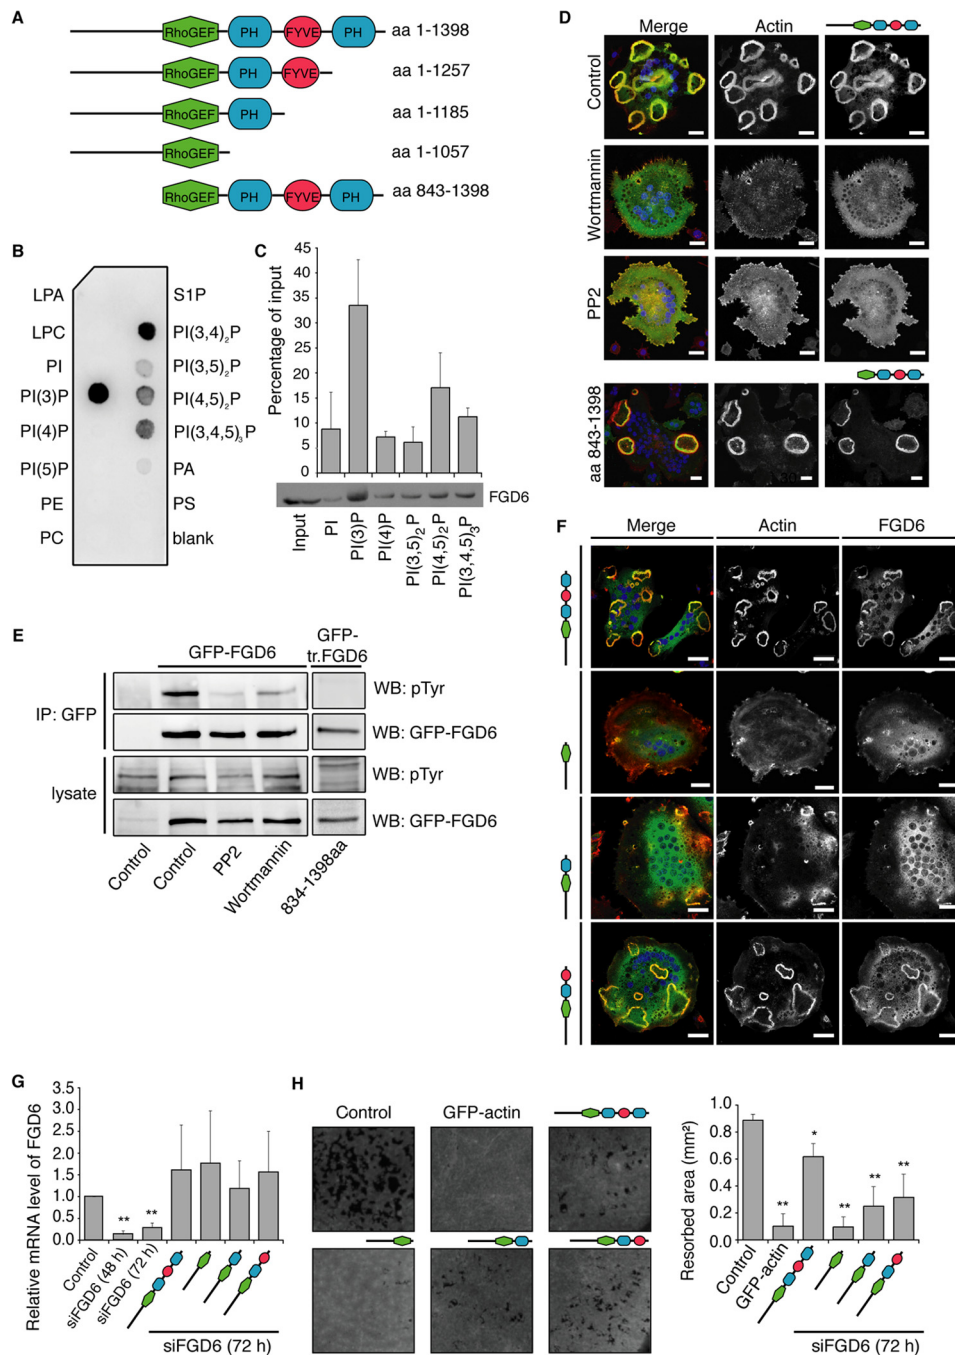 A
RhoGEF PH FYVE PH aa 1-1398
RhoGEF PH FYVE aa 1-1257
RhoGEF PH aa 1-1185
RhoGEF aa 1-1057
RhoGEF PH FYVE PH aa 843-1398
B
LPA S1P
LPC PI(3,4)₂P
PI PI(3,5)₂P
PI(3)P PI(4,5)₂P
PI(4)P PI(3,4,5)₃P
PI(5)P PA
PE PS
PC blank
C
Percentage of input
45
40
35
30
25
20
15
10
5
0
FGD6
Input PI PI(3)P PI(4)P PI(3,5)₂P PI(4,5)₂P PI(3,4,5)₃P
D
Merge Actin
Control
Wortmannin
PP2
aa 843-1398
E
GFP-FGD6 GFP-tr.FGD6
IP: GFP
WB: pTyr
WB: GFP-FGD6
lysate
WB: pTyr
WB: GFP-FGD6
Control Control PP2 Wortmannin 834-1398aa
F
Merge Actin FGD6
G
Relative mRNA level of FGD6
3.5
3.0
2.5
2.0
1.5
1.0
0.5
0.0
** **
Control siFGD6 (48 h) siFGD6 (72 h)
siFGD6 (72 h)
H
Control GFP-actin
Resorbed area (mm²)
1.0
0.8
0.6
0.4
0.2
0
** * ** ** **
Control GFP-actin
siFGD6 (72 h)